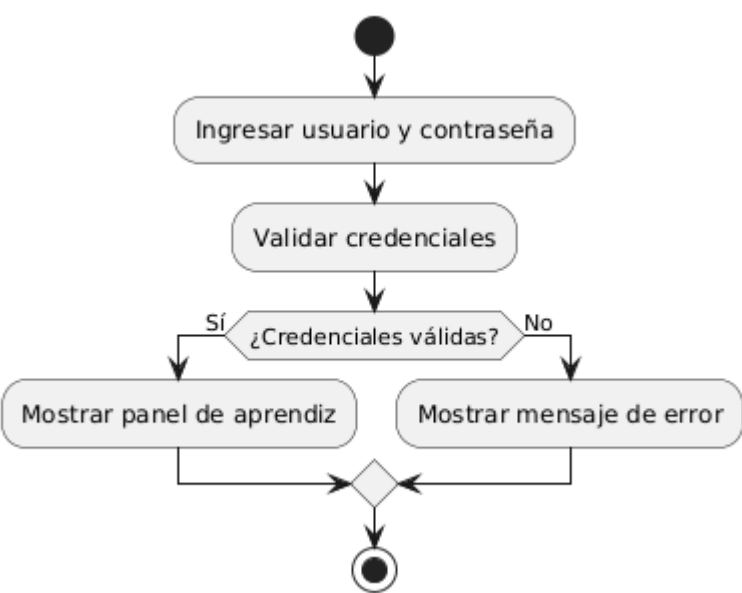 Ingresar usuario y contraseña
Validar credenciales
Sí
¿Credenciales válidas?
No
Mostrar panel de aprendiz
Mostrar mensaje de error